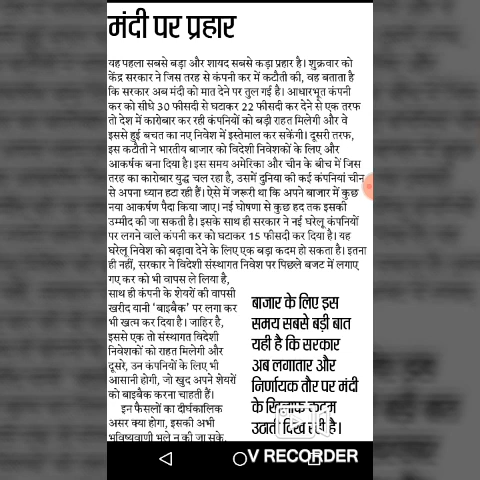 मंदी पर प्रहार
यह पहला सबसे बड़ा और शायद सबसे कड़ा प्रहार है। शुक्रवार को
केंद्र सरकार ने जिस तरह से कंपनी कर में कटौती की, वह बताता है
कि सरकार अब मंदी को मात देने पर तुल गई है। आधारभूत कंपनी
कर को सीधे 30 फीसदी से घटाकर 22 फीसदी कर देने से एक तरफ
तो देश में कारोबार कर रही कंपनियों को बड़ी राहत मिलेगी और वे
इससे हुई बचत का नए निवेश में इस्तेमाल कर सकेंगी। दूसरी तरफ,
इस कटौती ने भारतीय बाजार को विदेशी निवेशकों के लिए और
आकर्षक बना दिया है। इस समय अमेरिका और चीन के बीच में जिस
तरह का कारोबार युद्ध चल रहा है, उसमें दुनिया की कई कंपनियां चीन
से अपना ध्यान हटा रही हैं। ऐसे में जरूरी था कि अपने बाजार में कुछ
नया आकर्षण पैदा किया जाए। नई घोषणा से कुछ हद तक इसकी
उम्मीद की जा सकती है। इसके साथ ही सरकार ने नई घरेलू कंपनियों
पर लगने वाले कंपनी कर को घटाकर 15 फीसदी कर दिया है। यह
घरेलू निवेश को बढ़ावा देने के लिए एक बड़ा कदम हो सकता है। इतना
ही नहीं, सरकार ने विदेशी संस्थागत निवेश पर पिछले बजट में लगाए
गए कर को भी वापस ले लिया है,
साथ ही कंपनी के शेयरों की वापसी
खरीद यानी 'बाइबैक' पर लगा कर
भी खत्म कर दिया है। जाहिर है,
इससे एक तो संस्थागत विदेशी
निवेशकों को राहत मिलेगी और
दूसरे, उन कंपनियों के लिए भी
आसानी होगी, जो खुद अपने शेयरों
को बाइबैक करना चाहती हैं।
इन फैसलों का दीर्घकालिक
असर क्या होगा, इसकी अभी
भविष्यवाणी भले न की जा सके,
बाजार के लिए इस
समय सबसे बड़ी बात
यही है कि सरकार
अब लगातार और
निर्णायक तौर पर मंदी
के खिलाफ कदम
उठाती दिख रही है।
V RECORDER